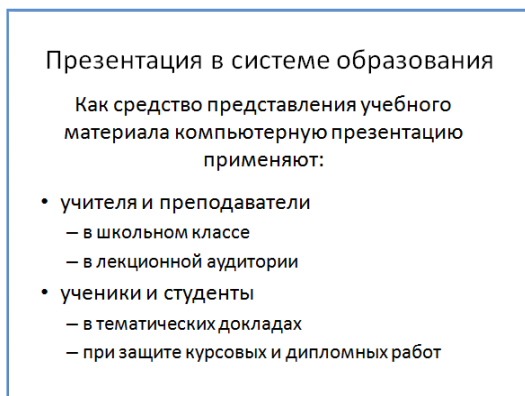 Презентация в системе образования
Как средство представления учебного
материала компьютерную презентацию
применяют:
• учителя и преподаватели
– в школьном классе
– в лекционной аудитории
• ученики и студенты
– в тематических докладах
– при защите курсовых и дипломных работ